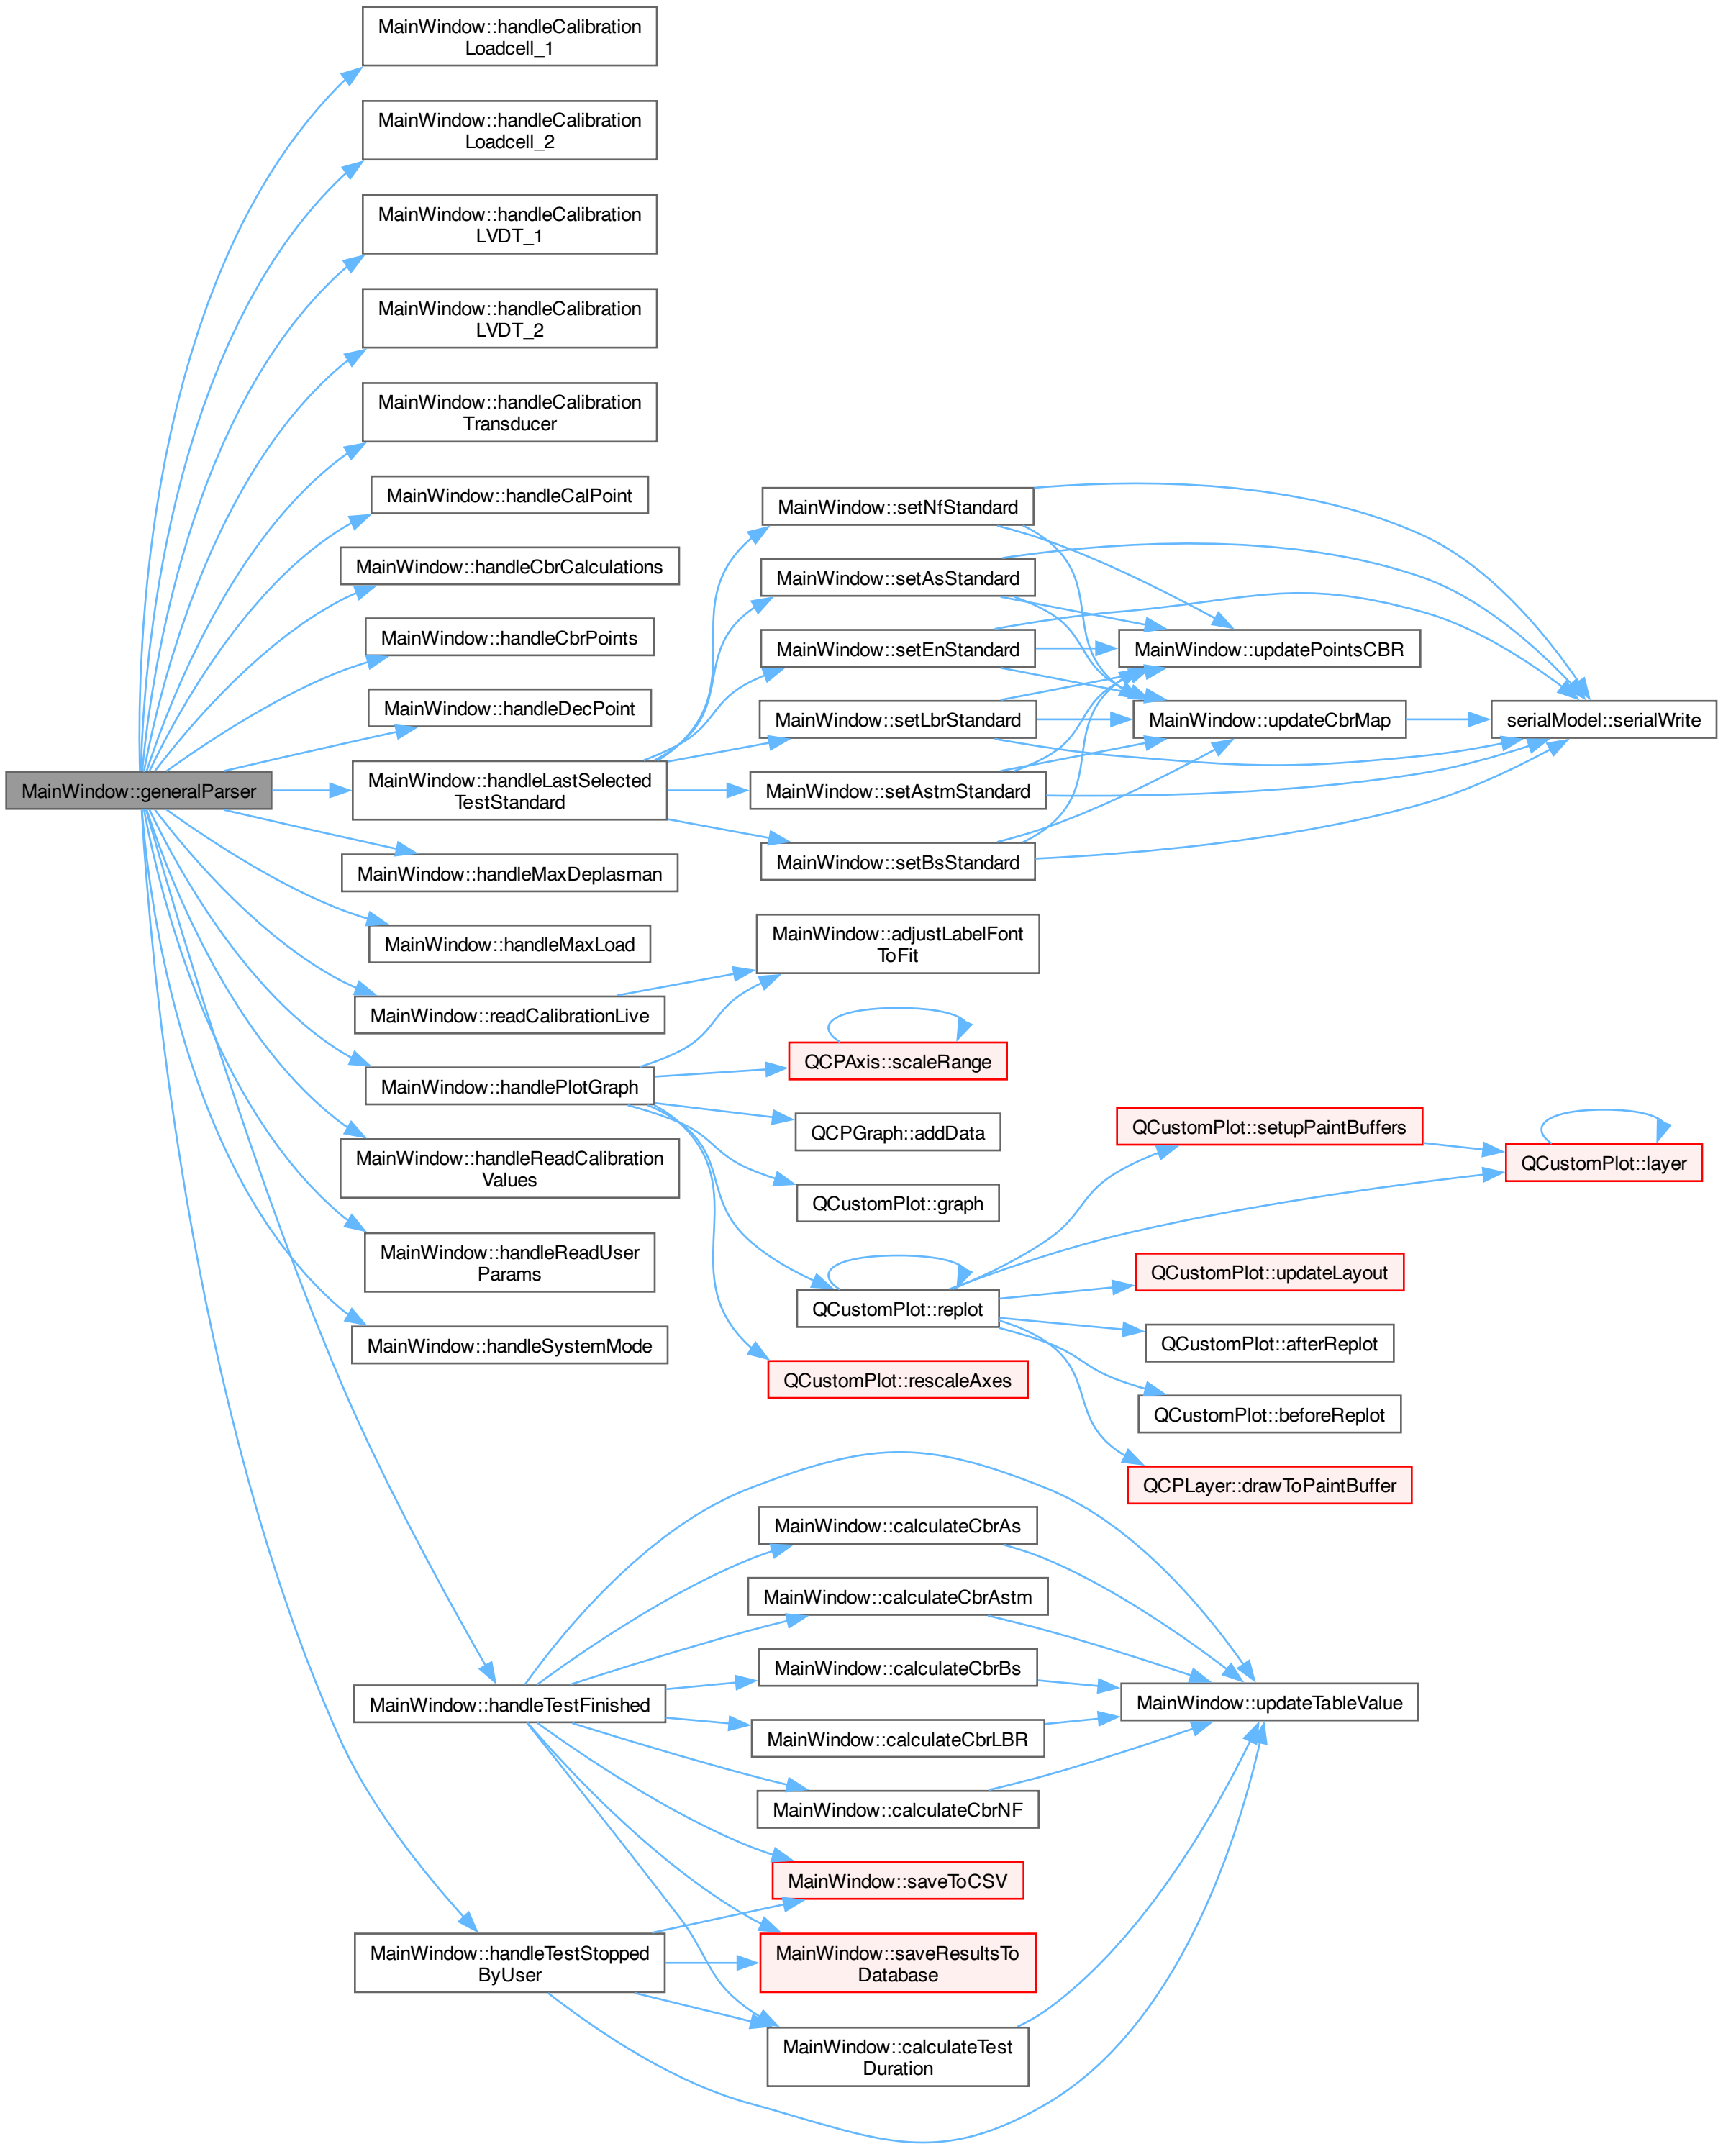 MainWindow::generalParser
MainWindow::handleCalibration
Loadcell_1
MainWindow::handleCalibration
Loadcell_2
MainWindow::handleCalibration
LVDT_1
MainWindow::handleCalibration
LVDT_2
MainWindow::handleCalibration
Transducer
MainWindow::handleCalPoint
MainWindow::handleCbrCalculations
MainWindow::handleCbrPoints
MainWindow::handleDecPoint
MainWindow::handleLastSelected
TestStandard
MainWindow::handleMaxDeplasman
MainWindow::handleMaxLoad
MainWindow::readCalibrationLive
MainWindow::handlePlotGraph
MainWindow::handleReadCalibration
Values
MainWindow::handleReadUser
Params
MainWindow::handleSystemMode
MainWindow::handleTestFinished
MainWindow::handleTestStopped
ByUser
MainWindow::setNfStandard
MainWindow::setAsStandard
MainWindow::setEnStandard
MainWindow::setLbrStandard
MainWindow::setAstmStandard
MainWindow::setBsStandard
MainWindow::updatePointsCBR
MainWindow::updateCbrMap
serialModel::serialWrite
MainWindow::adjustLabelFont
ToFit
QCPAxis::scaleRange
QCPGraph::addData
QCustomPlot::graph
QCustomPlot::replot
QCustomPlot::rescaleAxes
QCustomPlot::setupPaintBuffers
QCustomPlot::layer
QCustomPlot::updateLayout
QCustomPlot::afterReplot
QCustomPlot::beforeReplot
QCPLayer::drawToPaintBuffer
MainWindow::calculateCbrAs
MainWindow::calculateCbrAstm
MainWindow::calculateCbrBs
MainWindow::calculateCbrLBR
MainWindow::calculateCbrNF
MainWindow::saveToCSV
MainWindow::saveResultsTo
Database
MainWindow::calculateTest
Duration
MainWindow::updateTableValue